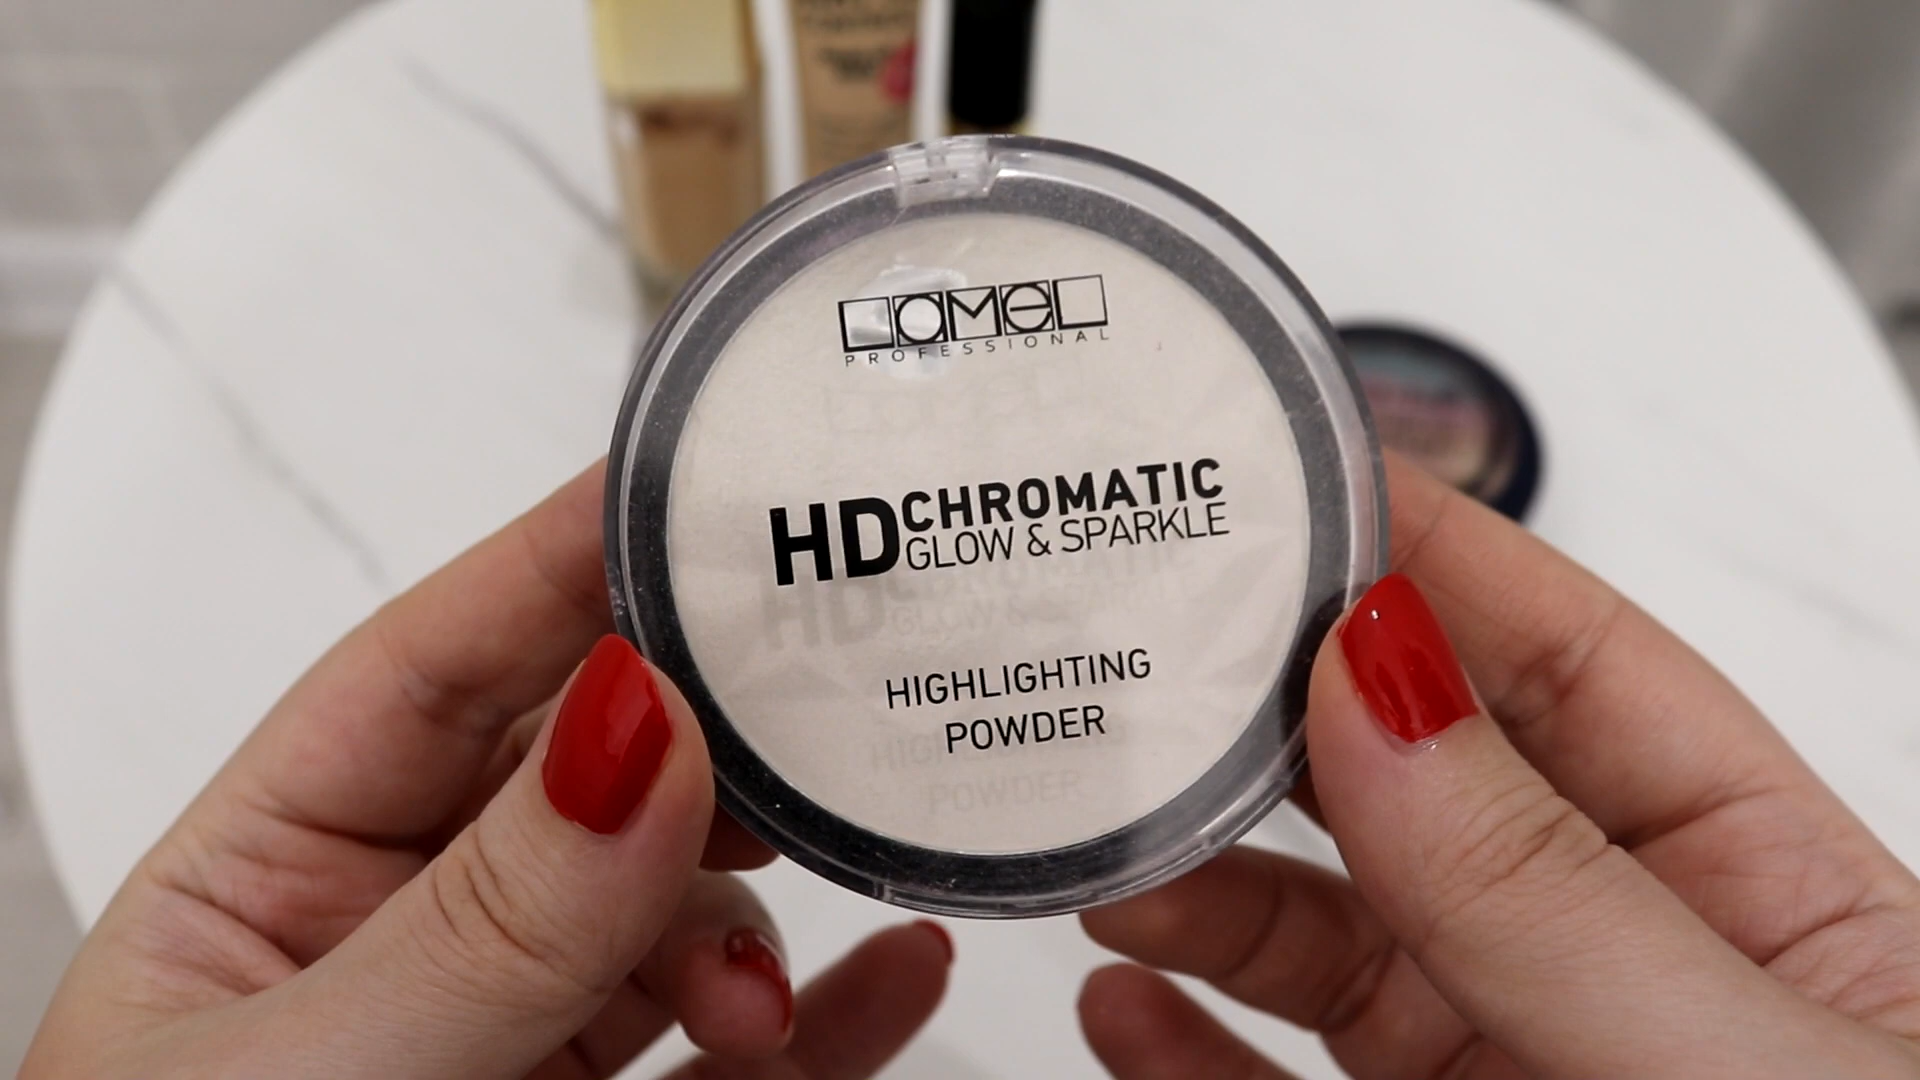 LAMEL
PROFESSIONAL
HD CHROMATIC
GLOW & SPARKLE
HIGHLIGHTING
POWDER